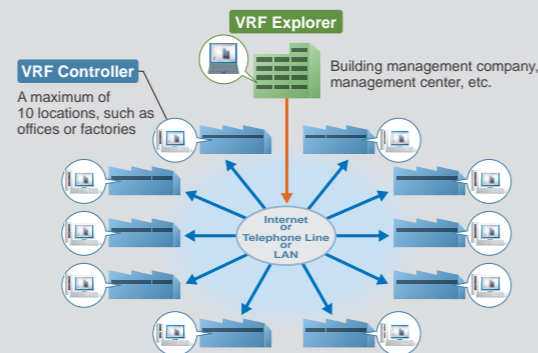 VRF Explorer
Building management company,
management center, etc.
VRF Controller
A maximum of
10 locations, such as
offices or factories
Internet
or
Telephone Line
or
LAN